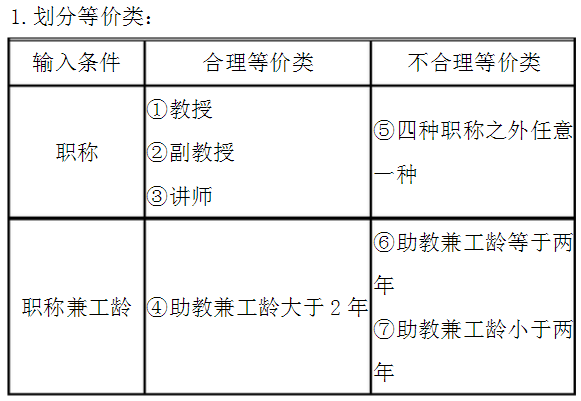 1.划分等价类：
输入条件 合理等价类 不合理等价类
职称
①教授
②副教授
③讲师
⑤四种职称之外任意
一种
职称兼工龄
④助教兼工龄大于2年
⑥助教兼工龄等于两
年
⑦助教兼工龄小于两
年